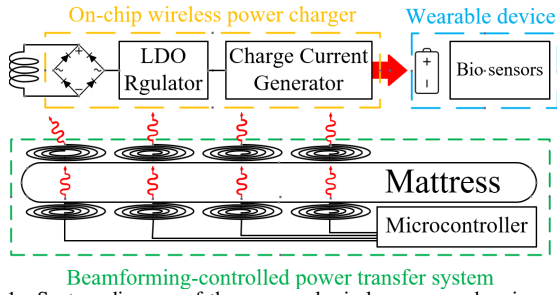 On-chip wireless power charger
Wearable device
LDO
Rgulator
Charge Current
Generator
+
-
Bio-sensors
Mattress
Microcontroller
Beamforming-controlled power transfer system